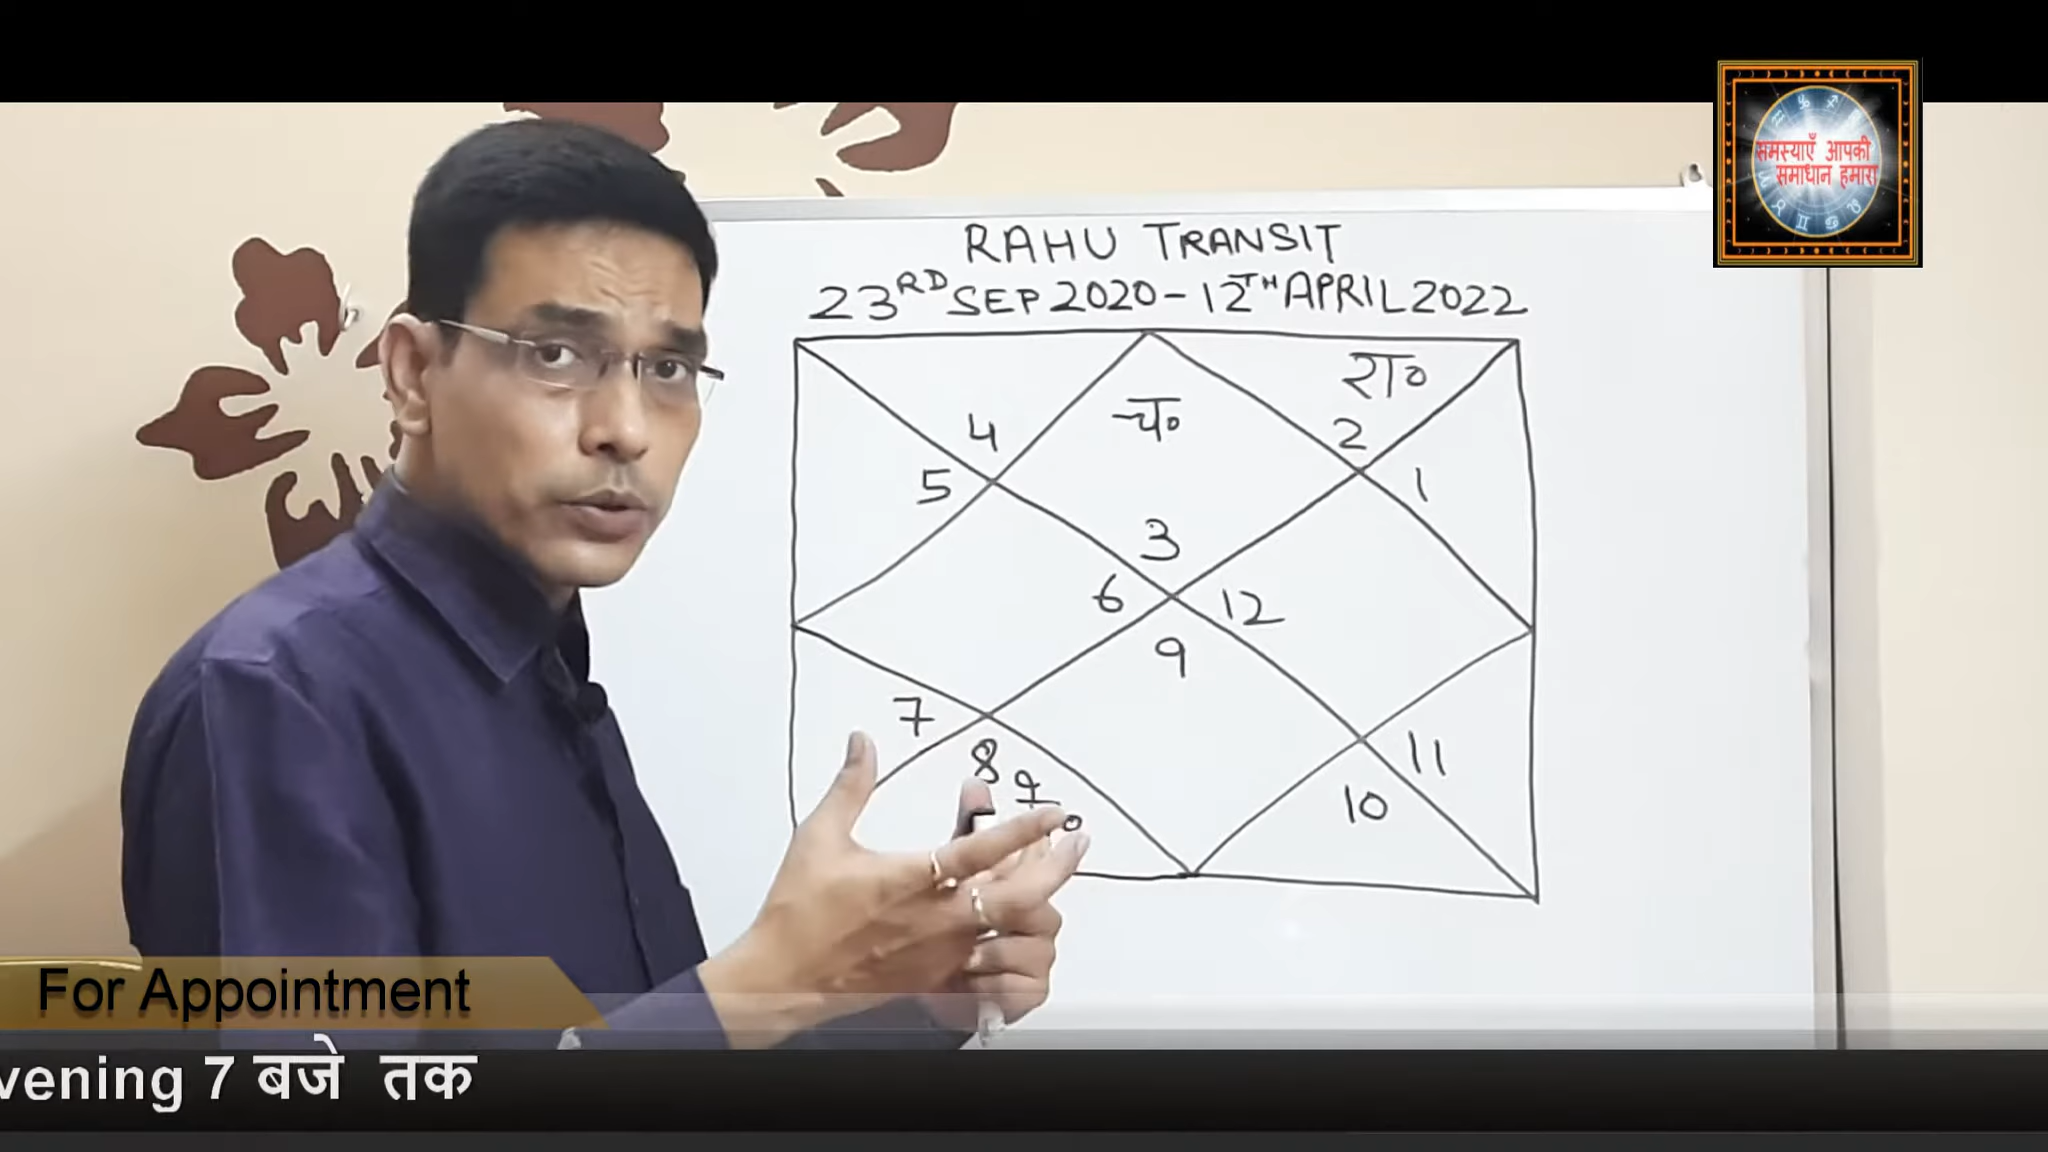 समस्याएँ आपकी
समाधान हमारा
RAHU TRANSIT
23RD SEP 2020 - 12TH APRIL 2022
रा०
चं०
4
2
5
1
3
6
12
9
7
8
11
10
For Appointment
vening 7 बजे तक